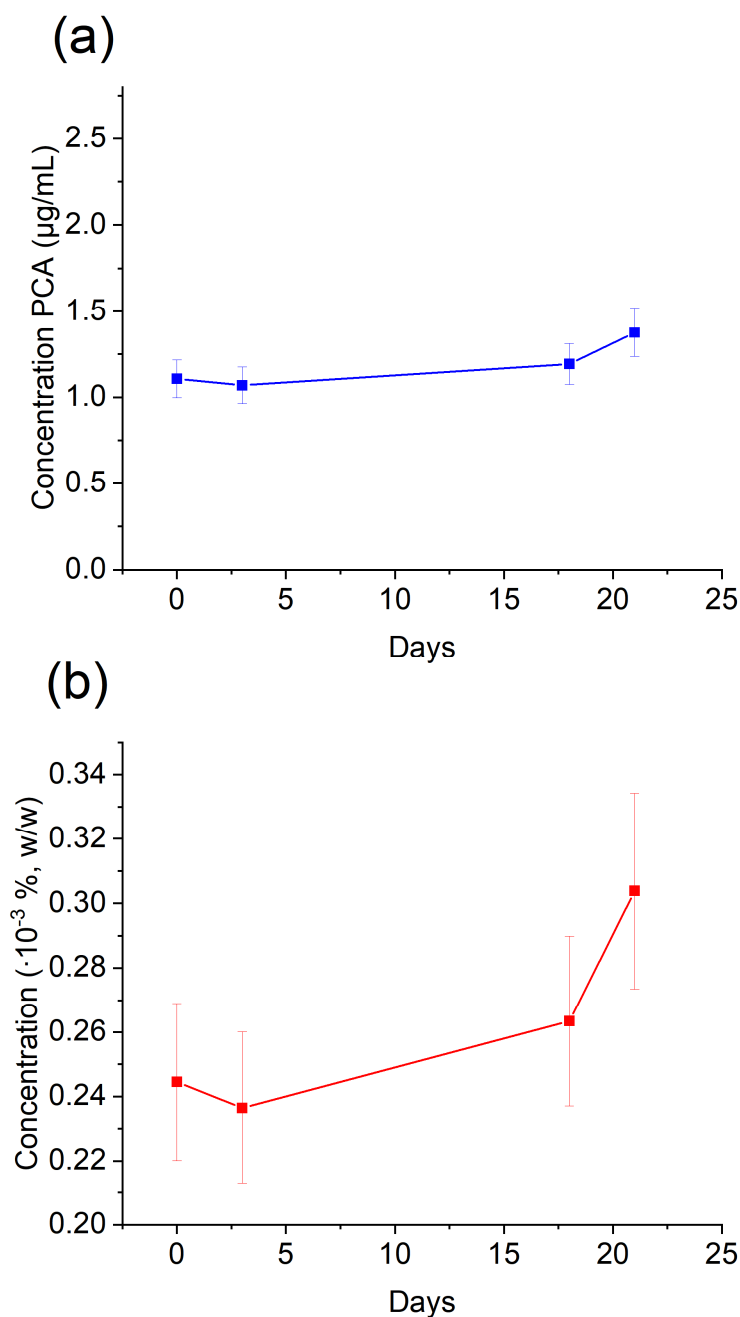 (a)
Concentration PCA (µg/mL)
2.5
2.0
1.5
1.0
0.5
0.0
0 5 10 15 20 25
Days
(b)
Concentration (·10⁻³ %, w/w)
0.34
0.32
0.30
0.28
0.26
0.24
0.22
0.20
0 5 10 15 20 25
Days